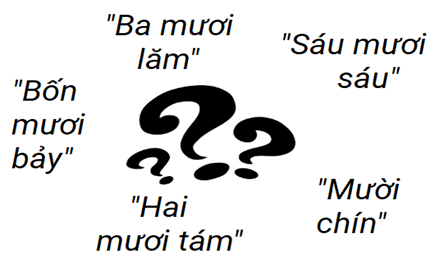 "Ba mươi
lăm"
"Sáu mươi
sáu"
"Bốn
mươi
bảy"
"Hai
mươi tám"
"Mười
chín"